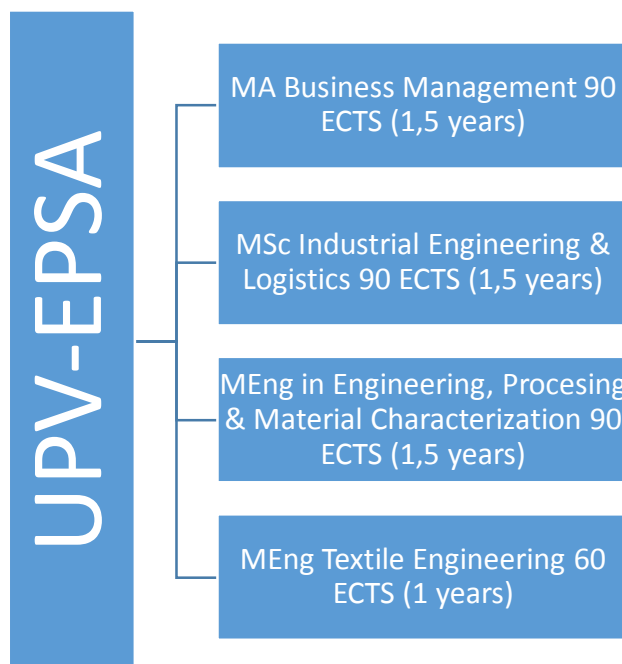 UPV-EPSA
MA Business Management 90
ECTS (1,5 years)
MSc Industrial Engineering &
Logistics 90 ECTS (1,5 years)
MEng in Engineering, Procesing
& Material Characterization 90
ECTS (1,5 years)
MEng Textile Engineering 60
ECTS (1 years)